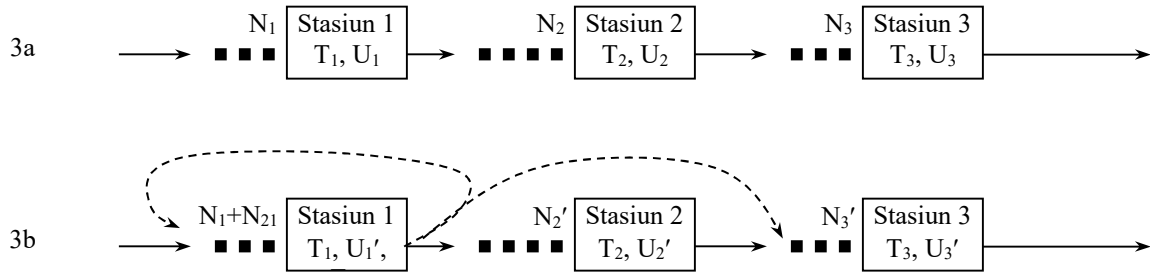 3a
N₁ Stasiun 1 N₂ Stasiun 2 N₃ Stasiun 3
T₁, U₁ T₂, U₂ T₃, U₃
3b
N₁+N₂₁ Stasiun 1 N₂′ Stasiun 2 N₃′ Stasiun 3
T₁, U₁′, T₂, U₂′ T₃, U₃′